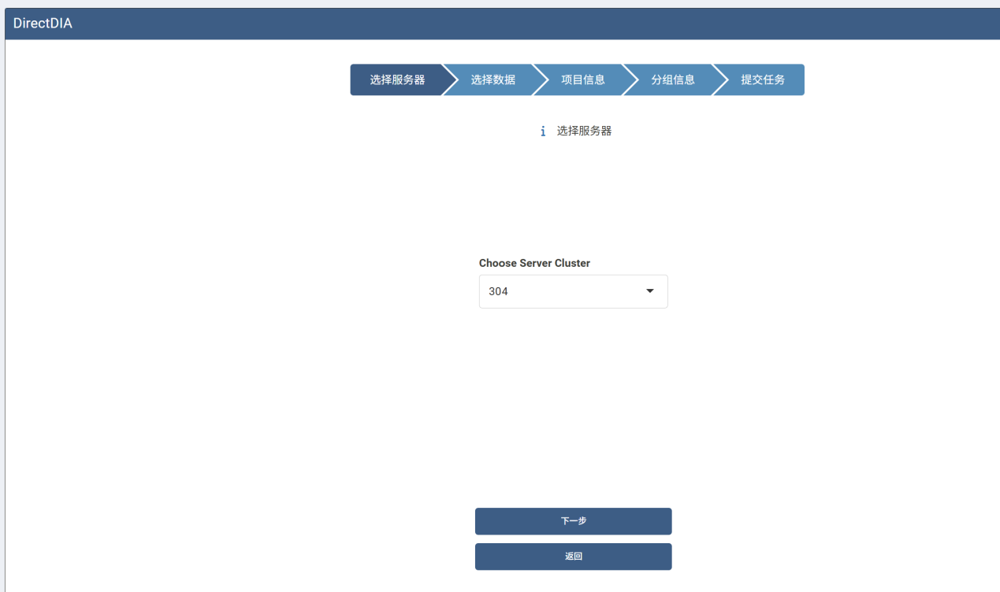 DirectDIA
选择服务器 选择数据 项目信息 分组信息 提交任务
i 选择服务器
Choose Server Cluster
304
下一步
返回